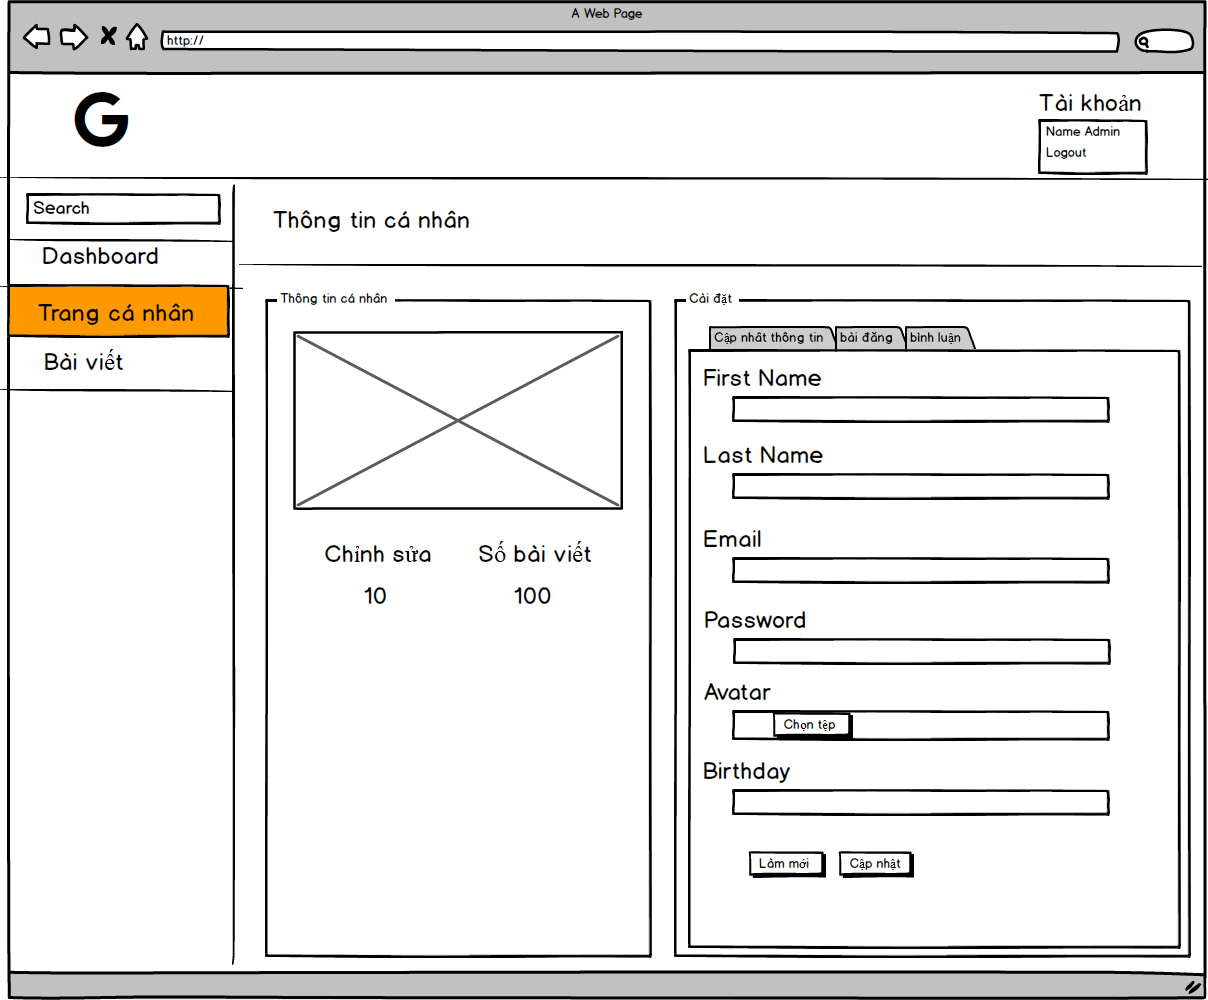 A Web Page
http://
G
Tài khoản
Name Admin
Logout
Search
Dashboard
Trang cá nhân
Bài viết
Thông tin cá nhân
Thông tin cá nhân
Chỉnh sửa
Số bài viết
10
100
Cài đặt
Cập nhât thông tin
bài đăng
bình luận
First Name
Last Name
Email
Password
Avatar
Chọn tệp
Birthday
Làm mới
Cập nhật